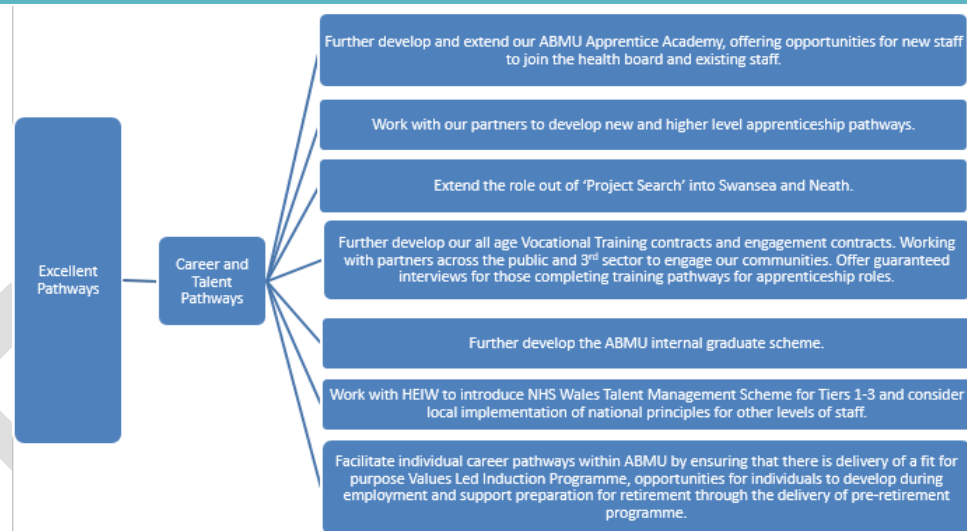 Excellent
Pathways
Career and
Talent
Pathways
Further develop and extend our ABMU Apprentice Academy, offering opportunities for new staff
to join the health board and existing staff.
Work with our partners to develop new and higher level apprenticeship pathways.
Extend the role out of ‘Project Search’ into Swansea and Neath.
Further develop our all age Vocational Training contracts and engagement contracts. Working
with partners across the public and 3rd sector to engage our communities. Offer guaranteed
interviews for those completing training pathways for apprenticeship roles.
Further develop the ABMU internal graduate scheme.
Work with HEIW to introduce NHS Wales Talent Management Scheme for Tiers 1-3 and consider
local implementation of national principles for other levels of staff.
Facilitate individual career pathways within ABMU by ensuring that there is delivery of a fit for
purpose Values Led Induction Programme, opportunities for individuals to develop during
employment and support preparation for retirement through the delivery of pre-retirement
programme.